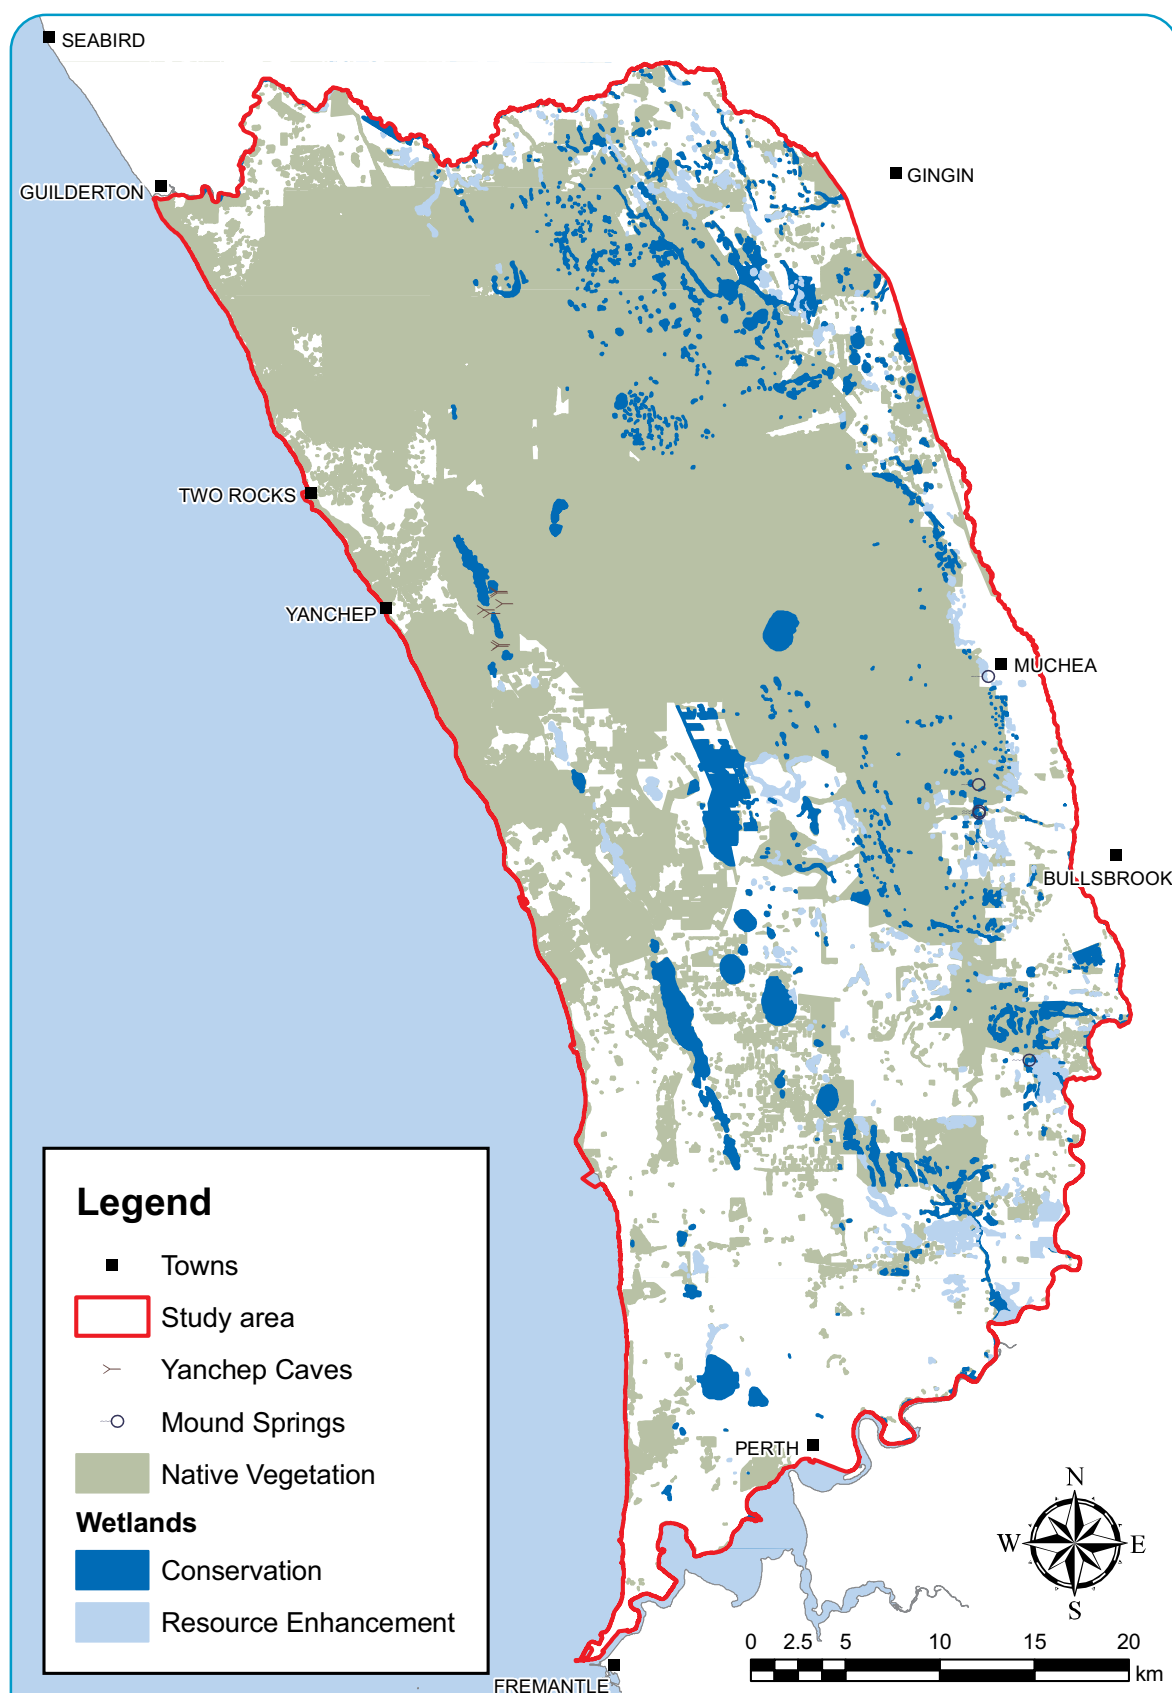 SEABIRD
GINGIN
GUILDERTON
TWO ROCKS
YANCHEP
MUCHEA
BULLSBROOK
Legend
Towns
Study area
Yanchep Caves
Mound Springs
Native Vegetation
Wetlands
Conservation
Resource Enhancement
PERTH
FREMANTLE
N
W E
S
0 2.5 5 10 15 20
km